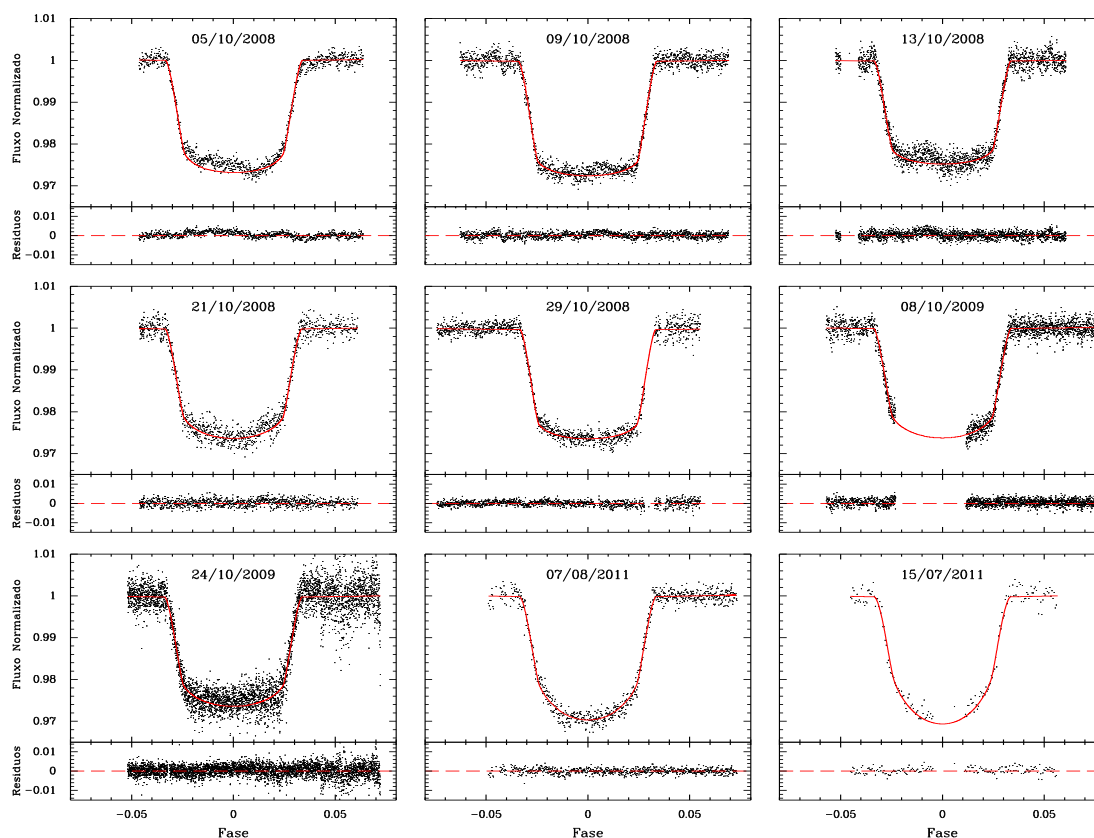 05/10/2008
09/10/2008
13/10/2008
1.01
1
0.99
0.98
0.97
Fluxo Normalizado
0.01
0
−0.01
Residuos
21/10/2008
29/10/2008
08/10/2009
1.01
1
0.99
0.98
0.97
Fluxo Normalizado
0.01
0
−0.01
Residuos
24/10/2009
07/08/2011
15/07/2011
1.01
1
0.99
0.98
0.97
Fluxo Normalizado
0.01
0
−0.01
Residuos
−0.05 0 0.05
−0.05 0 0.05
−0.05 0 0.05
Fase
Fase
Fase